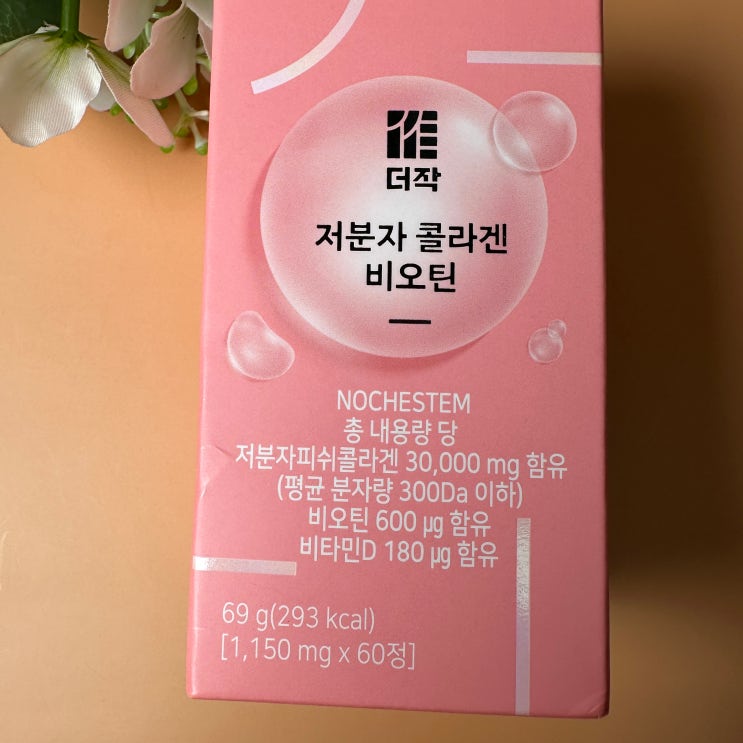 더작
저분자 콜라겐
비오틴
NOCHESTEM
총 내용량 당
저분자피쉬콜라겐 30,000 mg 함유
(평균 분자량 300Da 이하)
비오틴 600 µg 함유
비타민D 180 µg 함유
69 g(293 kcal)
[1,150 mg x 60정]